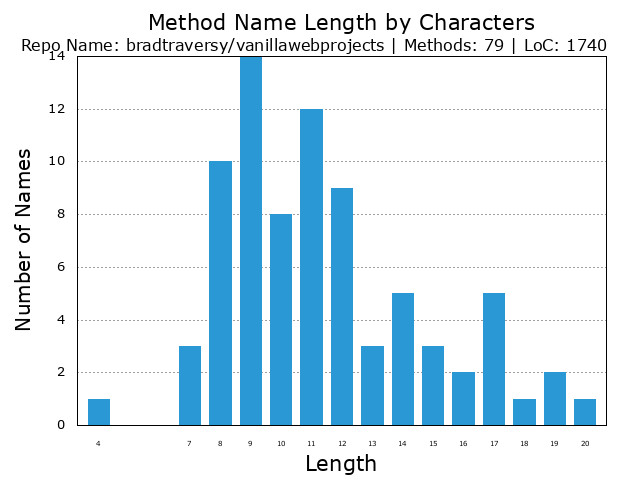 Method Name Length by Characters
Repo Name: bradtraversy/vanillawebprojects | Methods: 79 | LoC: 1740
Number of Names
14
12
10
8
6
4
2
0
4 7 8 9 10 11 12 13 14 15 16 17 18 19 20
Length